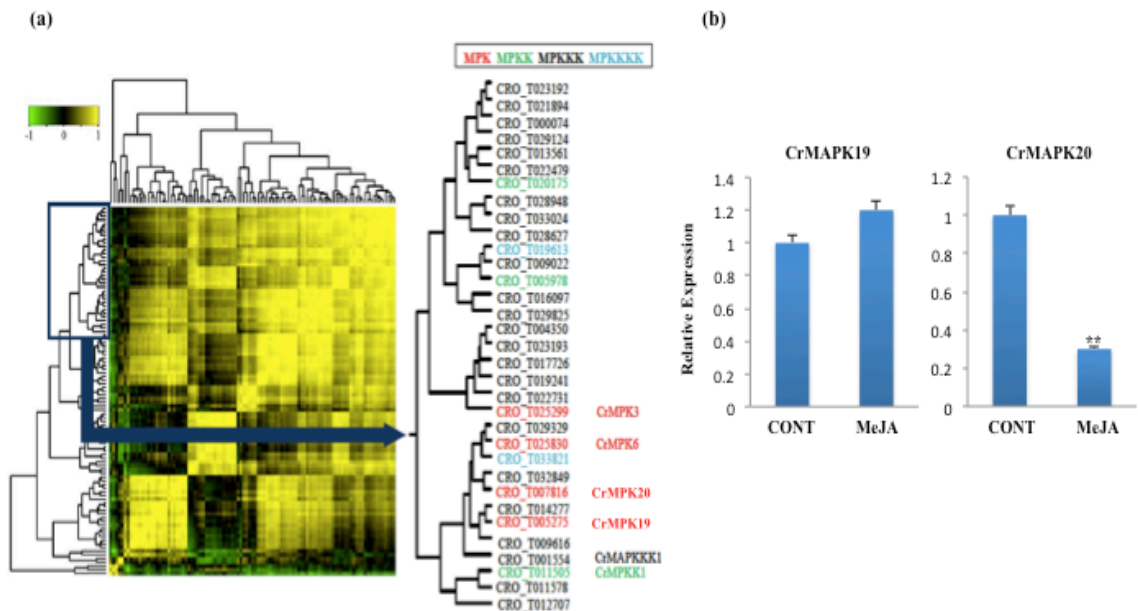 (a)
MPK MPKK MPKKK MPKKKK
-1 0 1
CRO_T023192
CRO_T021894
CRO_T000074
CRO_T029124
CRO_T013561
CRO_T022479
CRO_T020175
CRO_T028948
CRO_T033024
CRO_T028627
CRO_T019613
CRO_T009022
CRO_T005978
CRO_T016097
CRO_T029825
CRO_T004350
CRO_T023193
CRO_T017726
CRO_T019241
CRO_T022731
CRO_T025299 CrMPK3
CRO_T029329
CRO_T025830 CrMPK6
CRO_T033821
CRO_T032849
CRO_T007816 CrMPK20
CRO_T014277
CRO_T005275 CrMPK19
CRO_T009616
CRO_T001554 CrMAPKKK1
CRO_T011505 CrMPKK1
CRO_T011578
CRO_T012707
(b)
CrMAPK19
Relative Expression
1.4
1.2
1
0.8
0.6
0.4
0.2
0
CONT MeJA
CrMAPK20
1.2
1
0.8
0.6
0.4
0.2
0
**
CONT MeJA